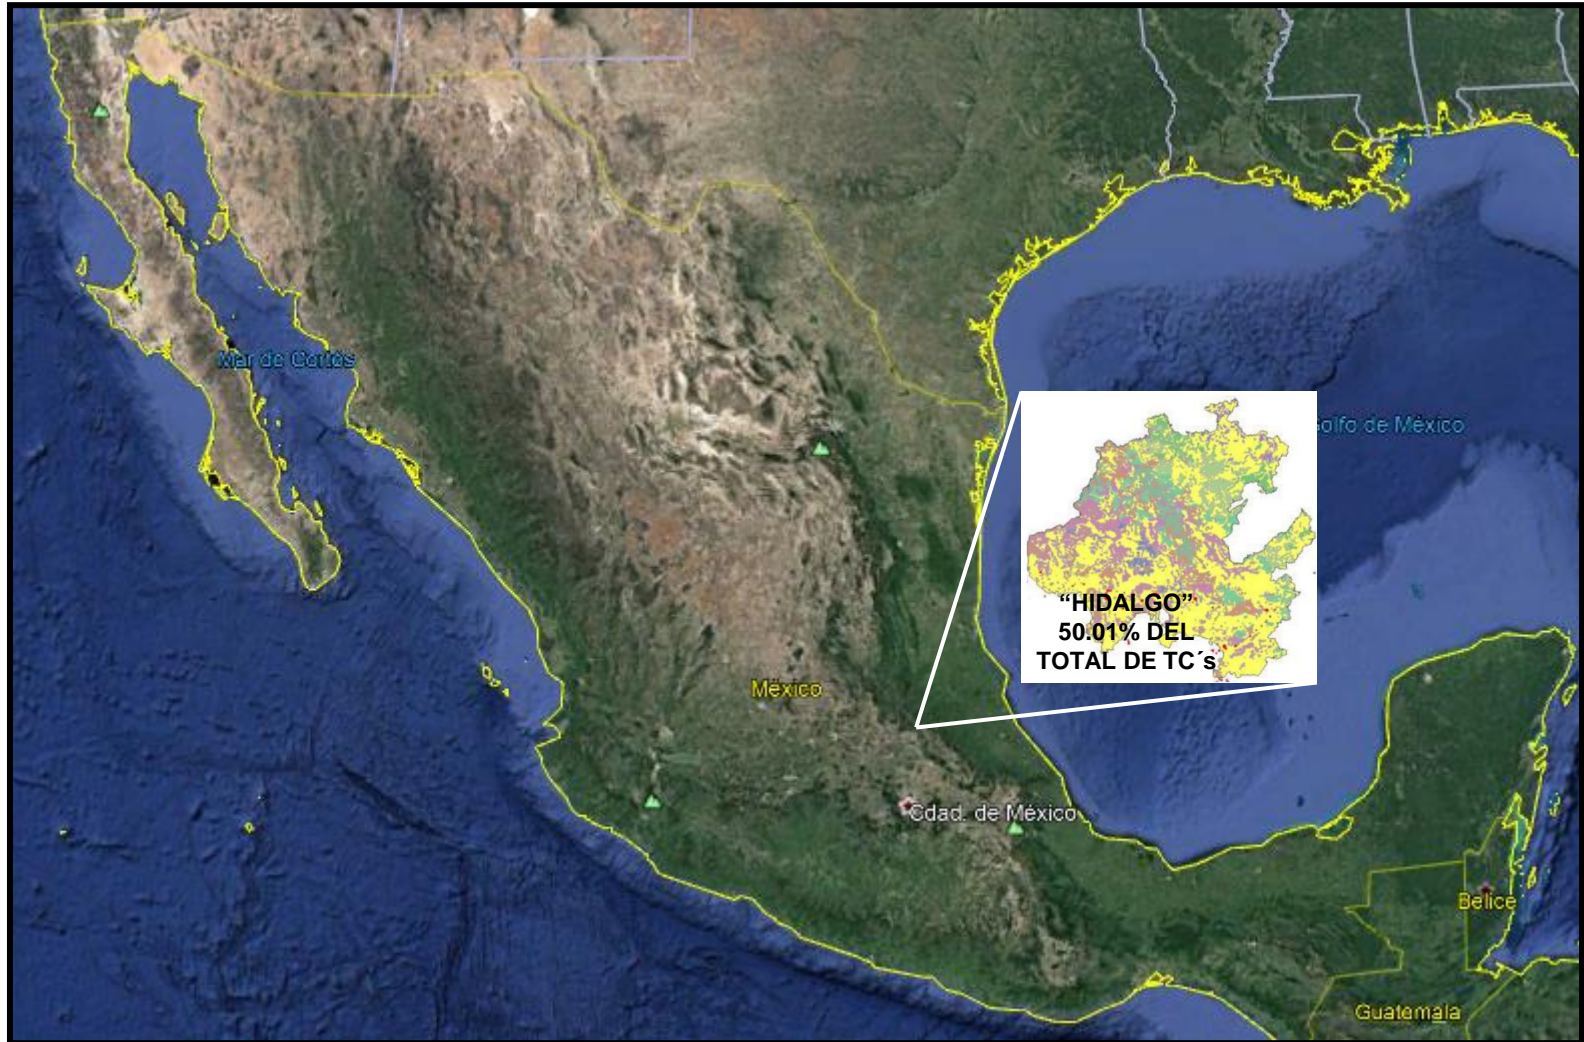 Mar de Cortés
Golfo de México
“HIDALGO”
50.01% DEL
TOTAL DE TC´s
México
Cdad. de México
Belice
Guatemala